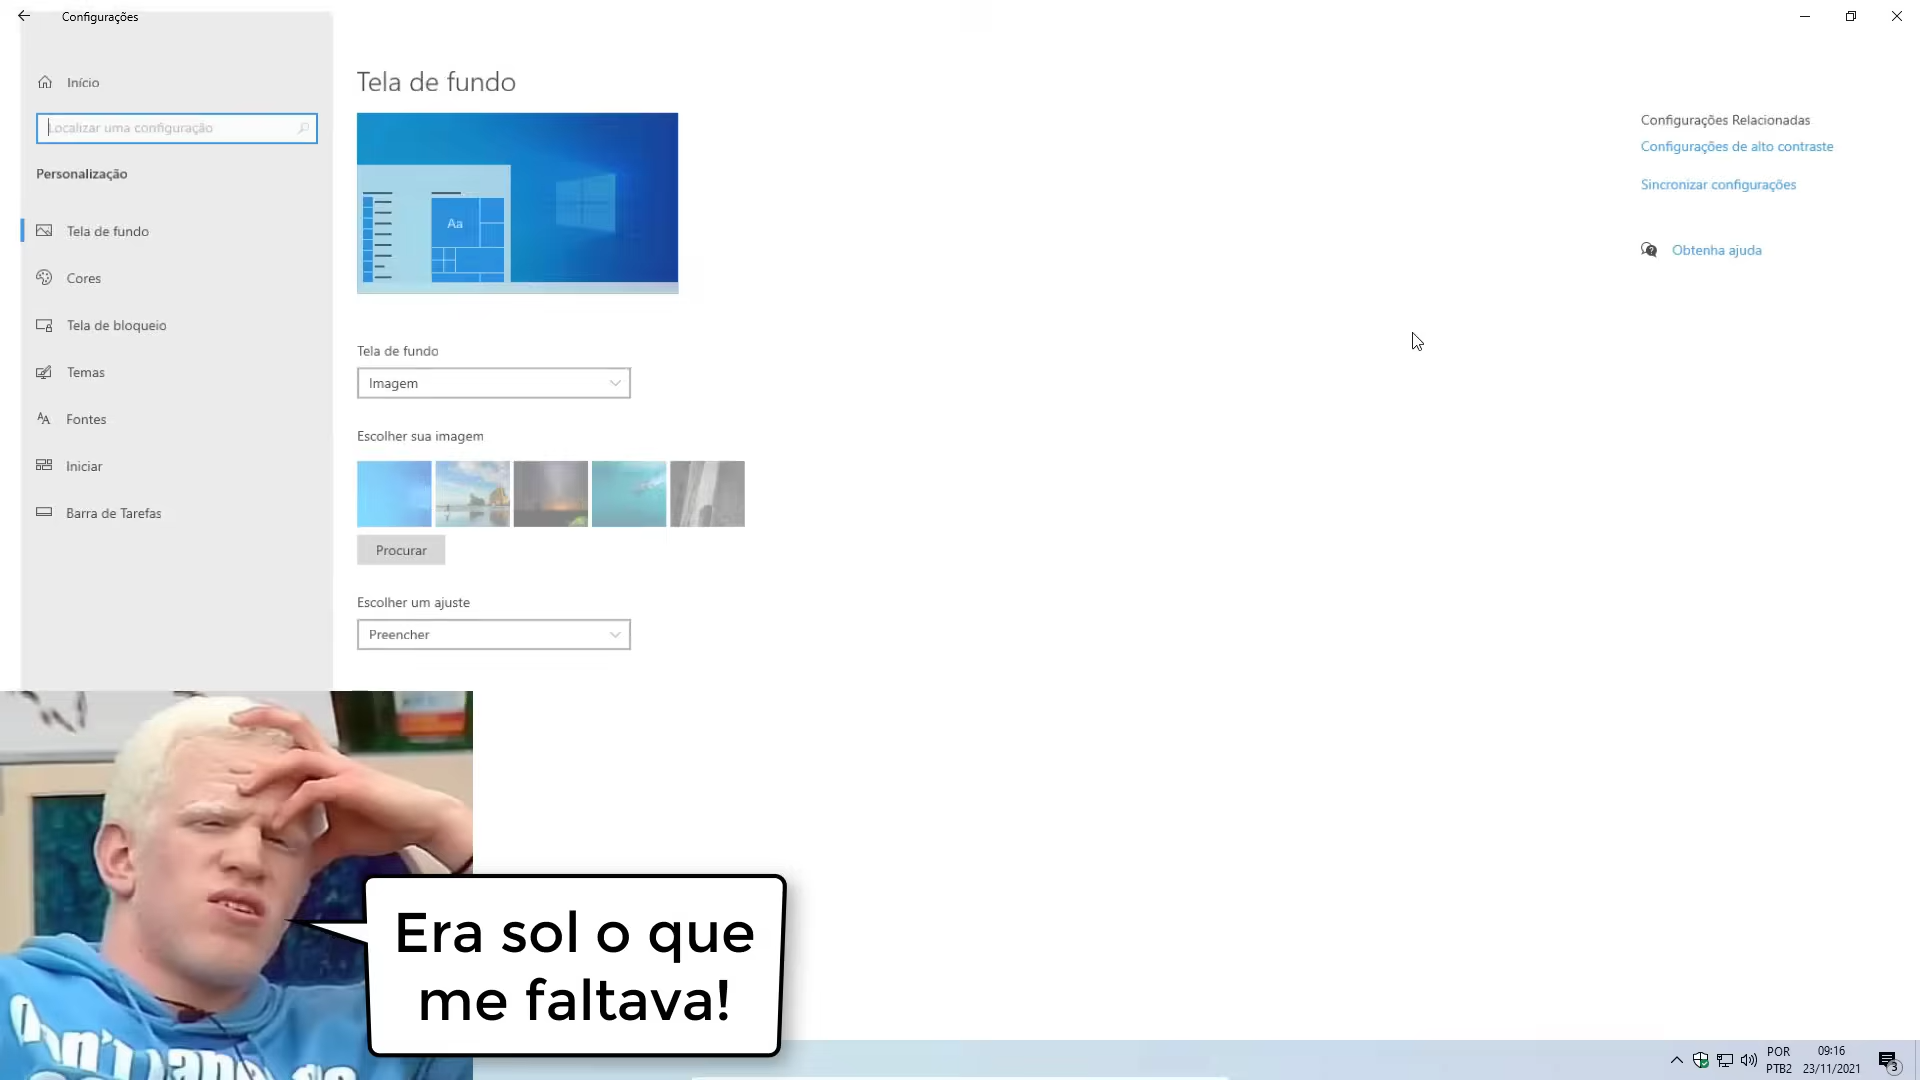 Configurações
Início
Localizar uma configuração
Personalização
Tela de fundo
Cores
Tela de bloqueio
Temas
Fontes
Iniciar
Barra de Tarefas
Tela de fundo
Aa
Tela de fundo
Imagem
Escolher sua imagem
Procurar
Escolher um ajuste
Preencher
Configurações Relacionadas
Configurações de alto contraste
Sincronizar configurações
Obtenha ajuda
Era sol o que
me faltava!
POR
PTB2
09:16
23/11/2021
3